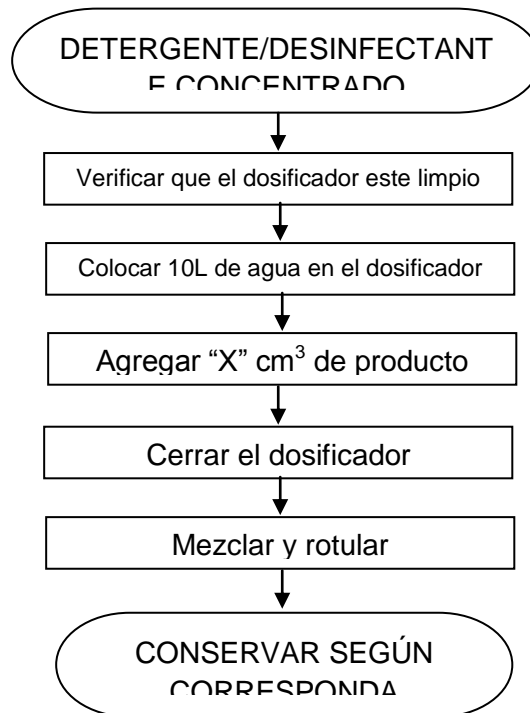 DETERGENTE/DESINFECTANT
E CONCENTRADO
Verificar que el dosificador este limpio
Colocar 10L de agua en el dosificador
Agregar “X” cm³ de producto
Cerrar el dosificador
Mezclar y rotular
CONSERVAR SEGÚN
CORRESPONDA